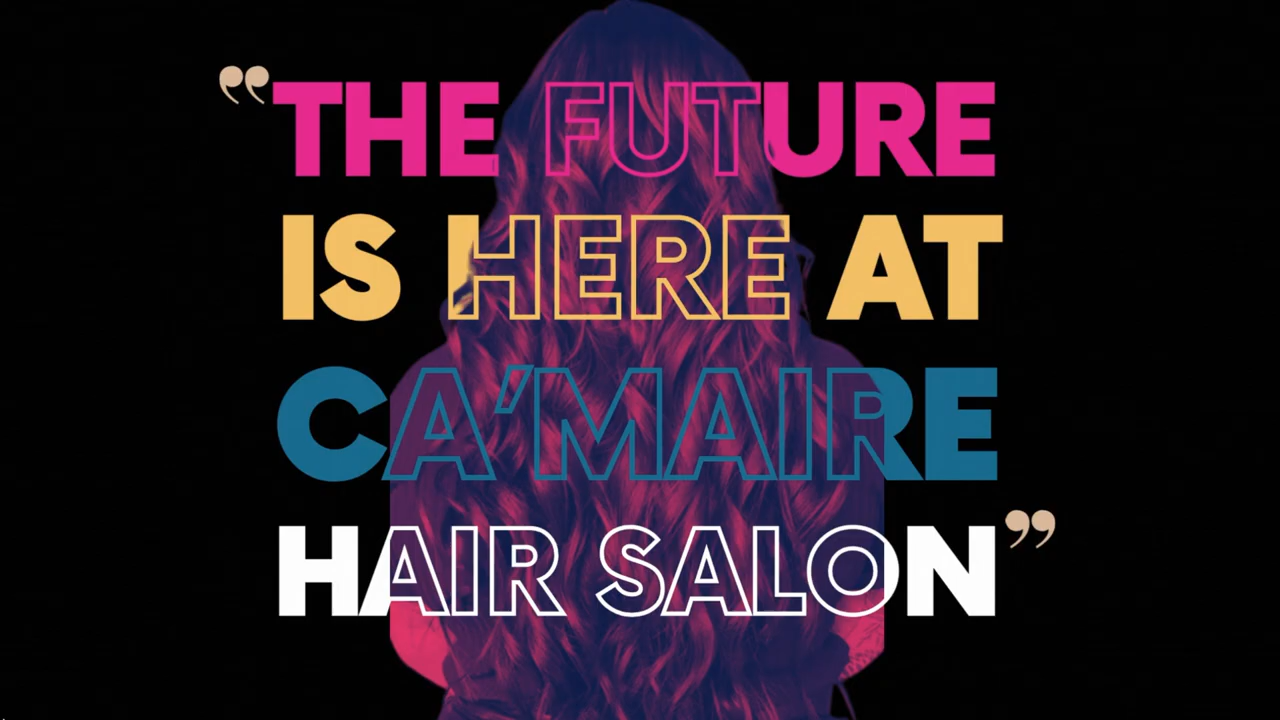 ”THE FUTURE
IS HERE AT
CA’MAIRE
HAIR SALON”